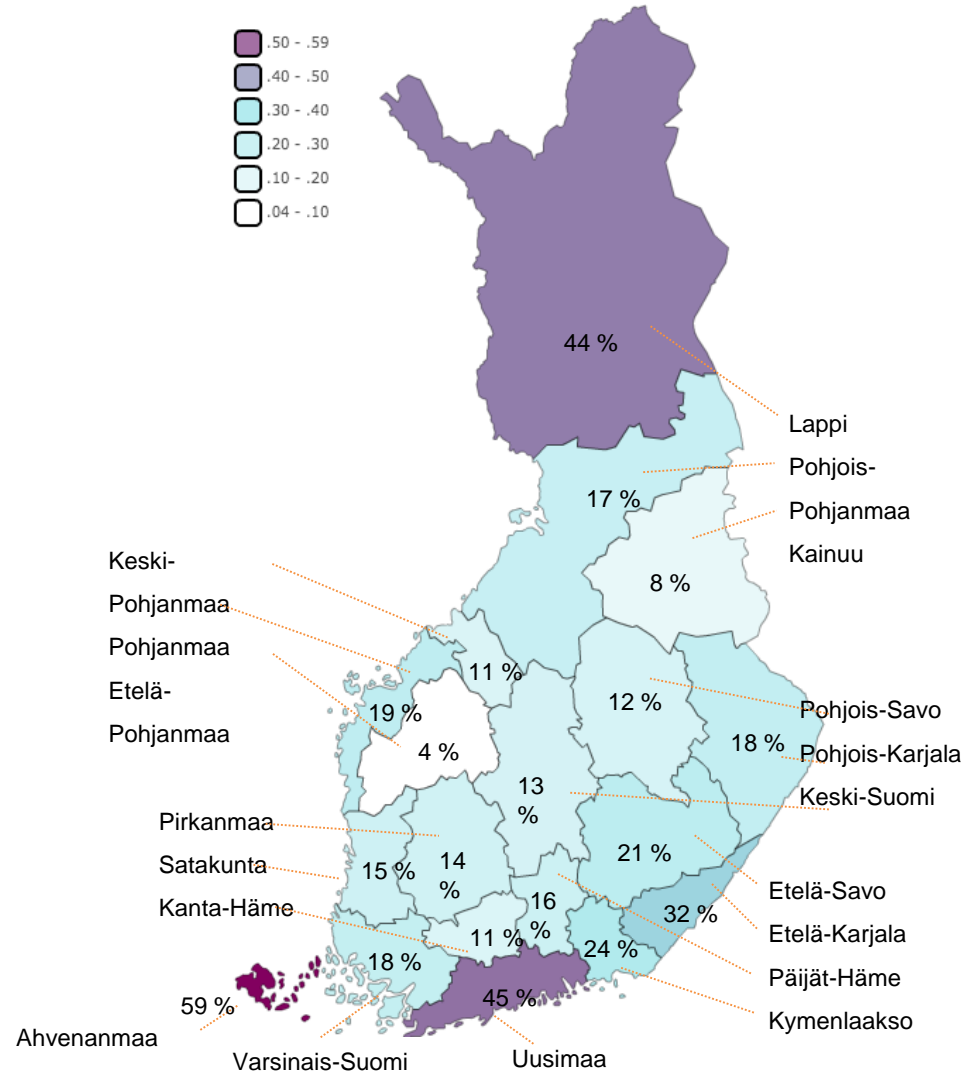 .50 - .59
.40 - .50
.30 - .40
.20 - .30
.10 - .20
.04 - .10
44 %
Lappi
Pohjois-
Pohjanmaa
Kainuu
17 %
8 %
Keski-
Pohjanmaa
Pohjanmaa
Etelä-
Pohjanmaa
11 %
12 %
19 %
4 %
Pohjois-Savo
18 %
Pohjois-Karjala
Keski-Suomi
13
%
Pirkanmaa
Satakunta
Kanta-Häme
15 %
14
%
21 %
16
%
32 %
Etelä-Savo
Etelä-Karjala
Päijät-Häme
Kymenlaakso
11 %
24 %
18 %
45 %
59 %
Ahvenanmaa
Varsinais-Suomi
Uusimaa